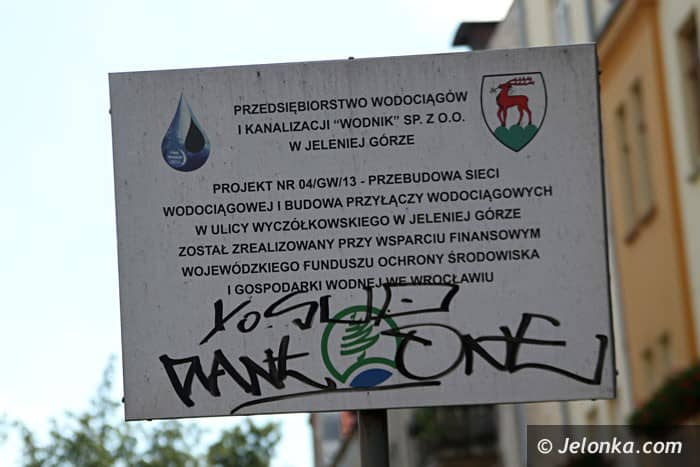 PRZEDSIĘBIORSTWO WODOCIĄGÓW
I KANALIZACJI "WODNIK" SP. Z O.O.
W JELENIEJ GÓRZE
PROJEKT NR 04/GW/13 - PRZEBUDOWA SIECI
WODOCIĄGOWEJ I BUDOWA PRZYŁĄCZY WODOCIĄGOWYCH
W ULICY WYCZÓŁKOWSKIEGO W JELENIEJ GÓRZE
ZOSTAŁ ZREALIZOWANY PRZY WSPARCIU FINANSOWYM
WOJEWÓDZKIEGO FUNDUSZU OCHRONY ŚRODOWISKA
I GOSPODARKI WODNEJ WE WROCŁAWIU
ONE
© Jelonka.com